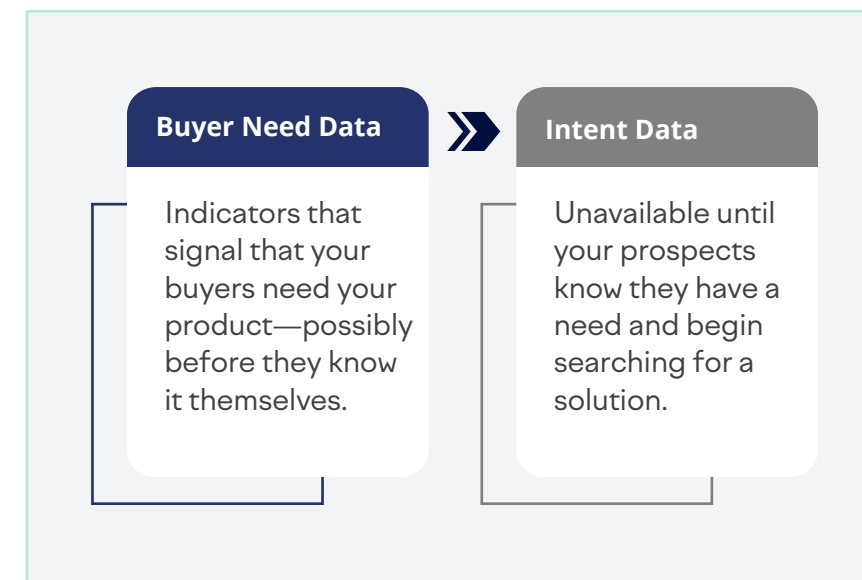 Buyer Need Data
Indicators that
signal that your
buyers need your
product—possibly
before they know
it themselves.
Intent Data
Unavailable until
your prospects
know they have a
need and begin
searching for a
solution.